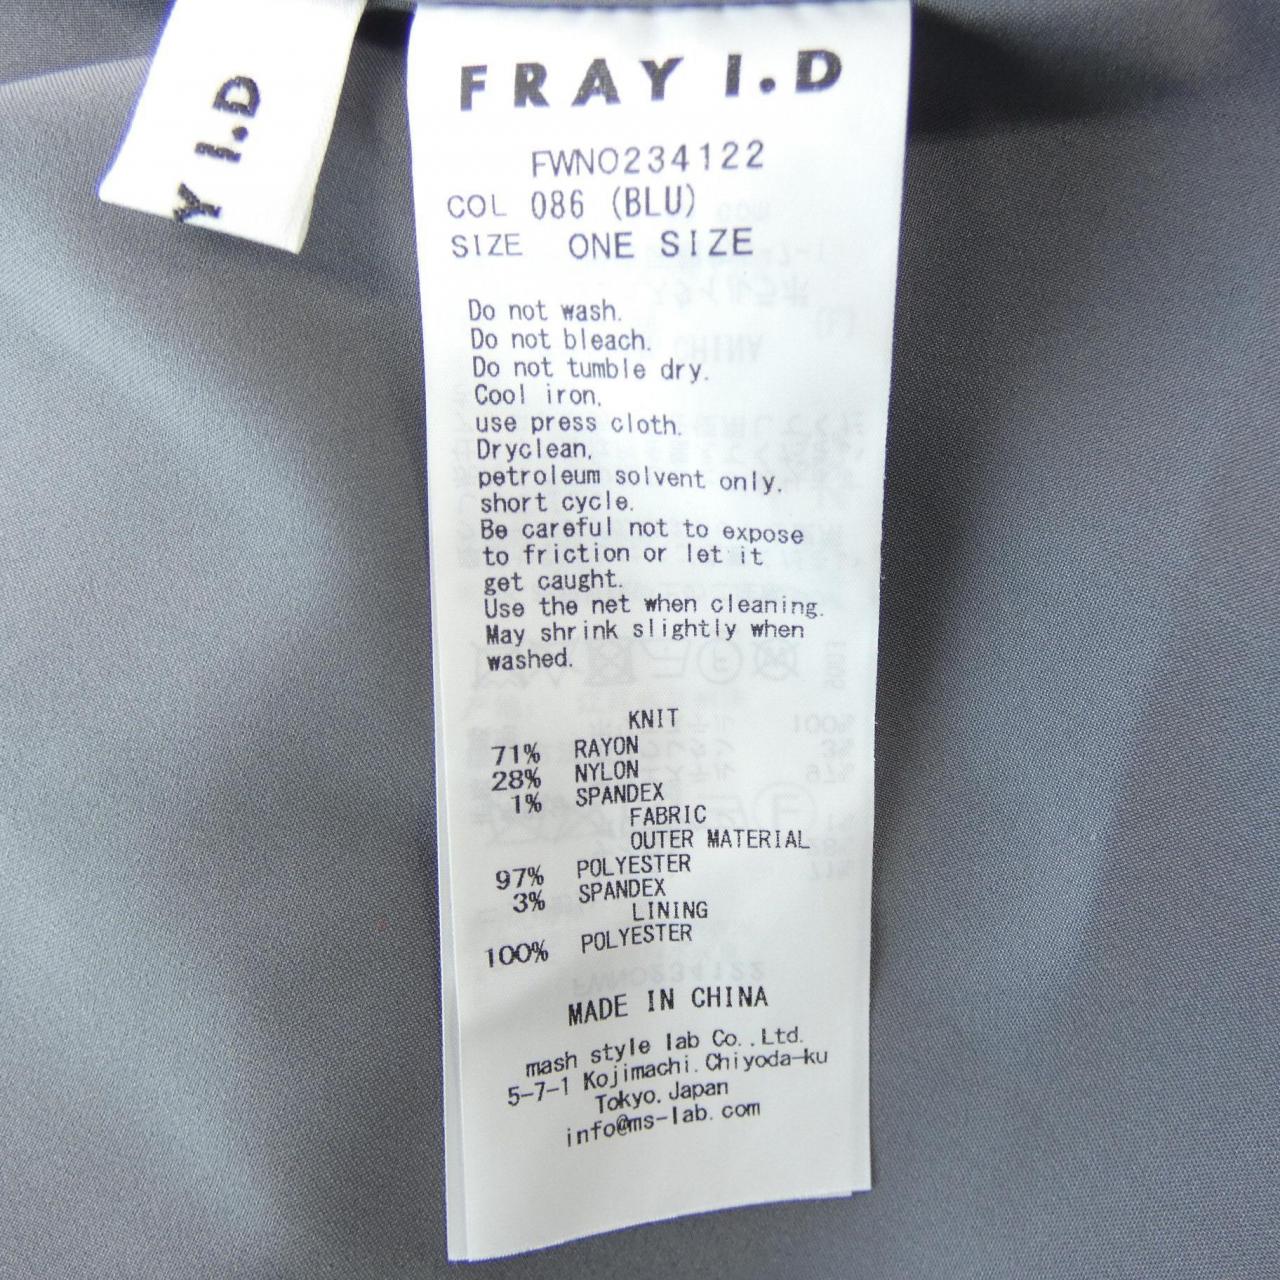 Y I.D
FRAY I.D
FWNO234122
COL 086 (BLU)
SIZE ONE SIZE
Do not wash.
Do not bleach.
Do not tumble dry.
Cool iron,
use press cloth.
Dryclean,
petroleum solvent only.
short cycle.
Be careful not to expose
to friction or let it
get caught.
Use the net when cleaning.
May shrink slightly when
washed.
KNIT
71% RAYON
28% NYLON
1% SPANDEX
FABRIC
OUTER MATERIAL
97% POLYESTER
3% SPANDEX
LINING
100% POLYESTER
MADE IN CHINA
mash style lab Co.,Ltd.
5-7-1 Kojimachi.Chiyoda-ku
Tokyo.Japan
info@ms-lab.com